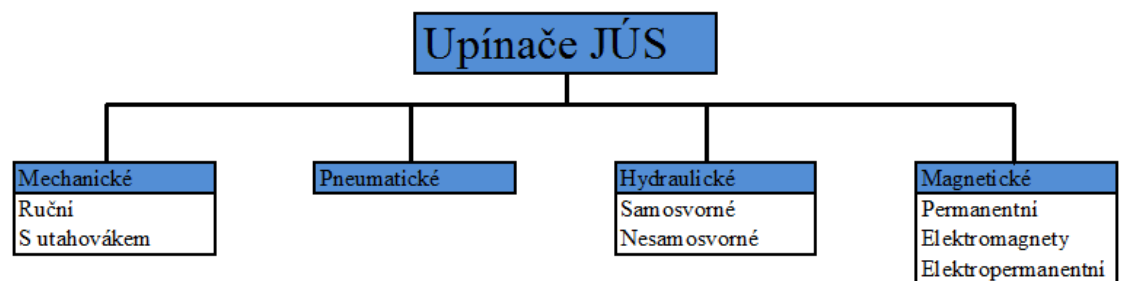 Upínače JÚS
Mechanické
Ruční
S utahovákem
Pneumatické
Hydraulické
Samosvorné
Nesamosvorné
Magnetické
Permanentní
Elektromagnety
Elektropermanentní